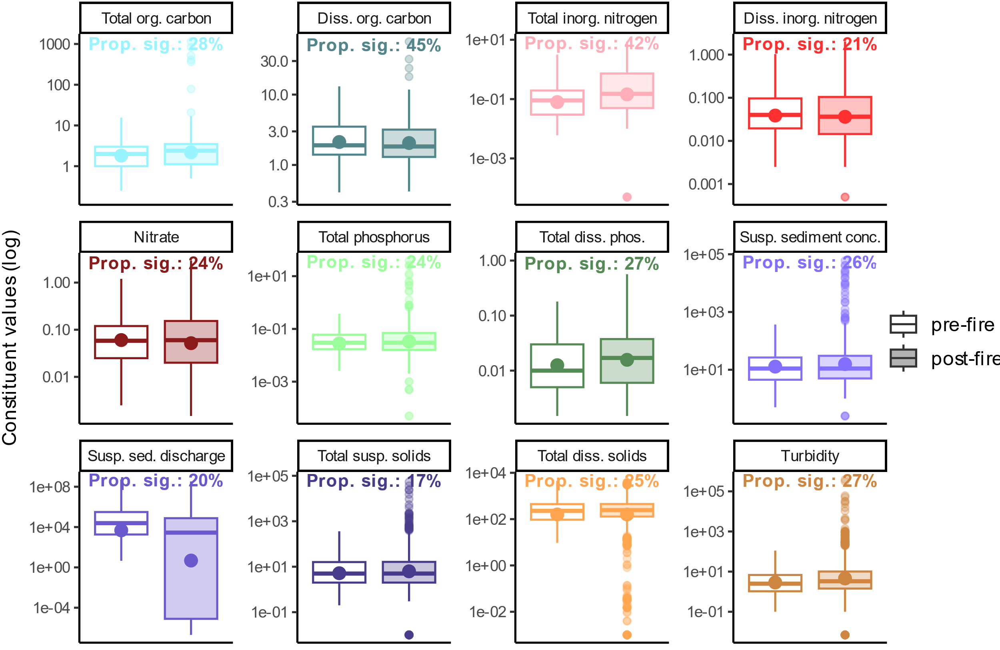 Total org. carbon
Diss. org. carbon
Total inorg. nitrogen
Diss. inorg. nitrogen
Prop. sig.: 28%
Prop. sig.: 45%
Prop. sig.: 42%
Prop. sig.: 21%
1000
100
10
1
30.0
10.0
3.0
1.0
0.3
1e+01
1e-01
1e-03
1.000
0.100
0.010
0.001
Constituent values (log)
Nitrate
Total phosphorus
Total diss. phos.
Susp. sediment conc.
Prop. sig.: 24%
Prop. sig.: 24%
Prop. sig.: 27%
Prop. sig.: 26%
1.00
0.10
0.01
1e+01
1e-01
1e-03
1.00
0.10
0.01
1e+05
1e+03
1e+01
pre-fire
post-fire
Susp. sed. discharge
Total susp. solids
Total diss. solids
Turbidity
Prop. sig.: 20%
Prop. sig.: 17%
Prop. sig.: 25%
Prop. sig.: 27%
1e+08
1e+04
1e+00
1e-04
1e+05
1e+03
1e+01
1e-01
1e+04
1e+02
1e+00
1e-02
1e+05
1e+03
1e+01
1e-01